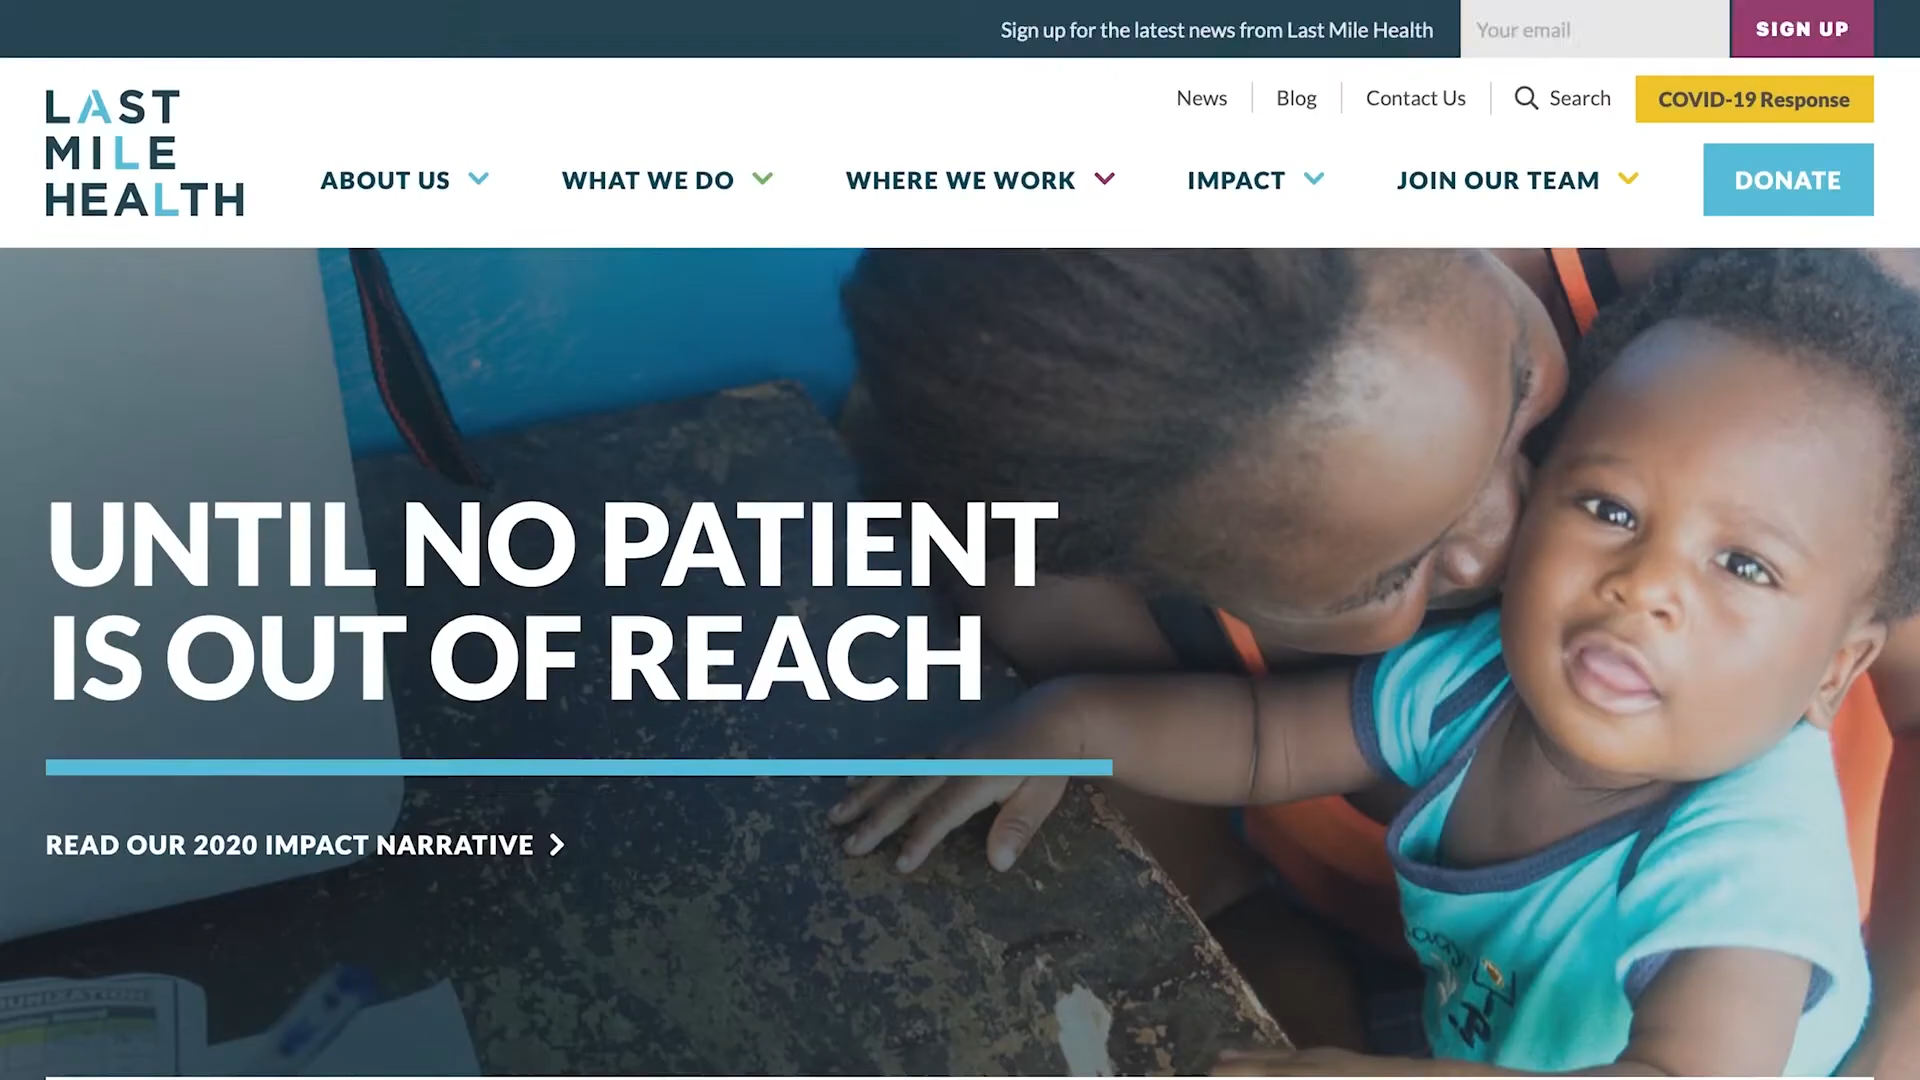 Sign up for the latest news from Last Mile Health
Your email
SIGN UP
LAST
MILE
HEALTH
News
Blog
Contact Us
Search
COVID-19 Response
ABOUT US
WHAT WE DO
WHERE WE WORK
IMPACT
JOIN OUR TEAM
DONATE
UNTIL NO PATIENT
IS OUT OF REACH
READ OUR 2020 IMPACT NARRATIVE